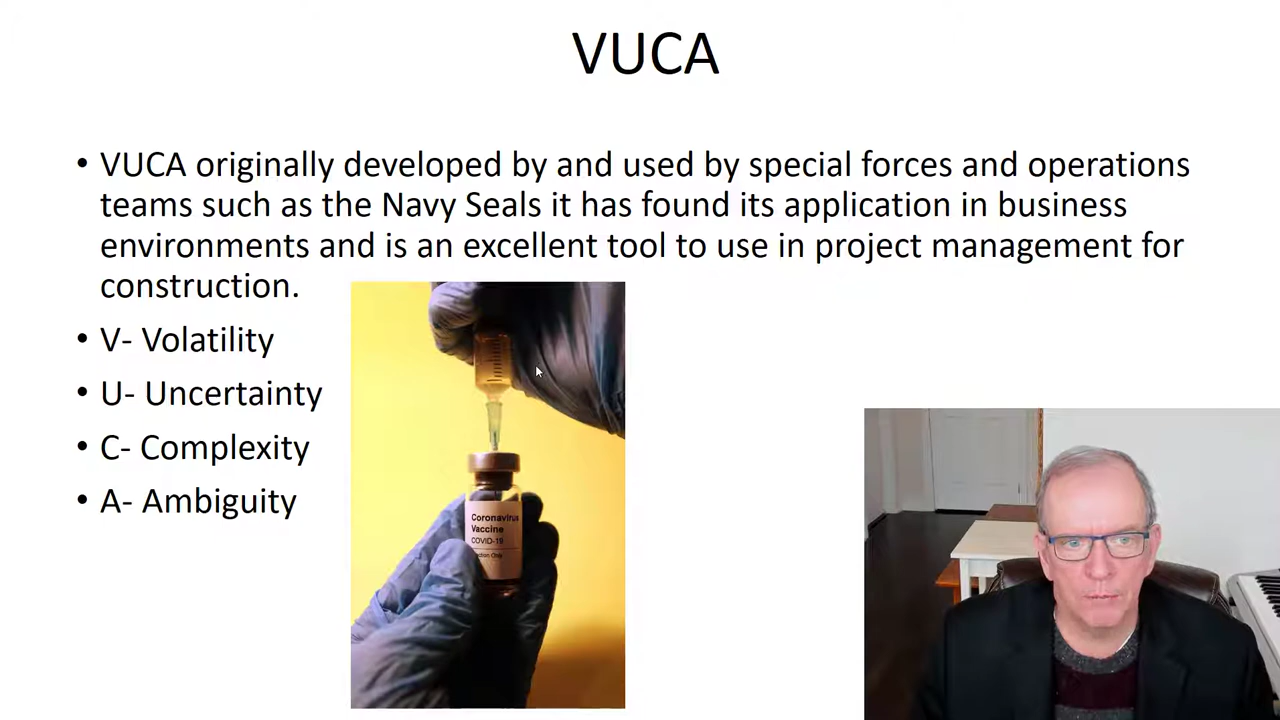 VUCA
• VUCA originally developed by and used by special forces and operations
teams such as the Navy Seals it has found its application in business
environments and is an excellent tool to use in project management for
construction.
• V- Volatility
• U- Uncertainty
• C- Complexity
• A- Ambiguity
Coronavirus
Vaccine
COVID-19
Only